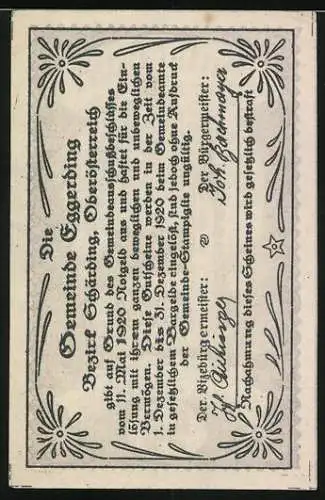 Die
Gemeinde Eggerding
Bezirk Schärding, Oberösterreich
gibt auf Grund des Gemeindeausschußbeschlusses
vom 11. Mai 1920 Notgeld aus und haftet für die Ein-
lösung mit ihrem ganzen beweglichen und unbeweglichen
Vermögen. Diese Gutscheine werden in der Zeit vom
1. Dezember bis 31. Dezember 1920 beim Gemeindeamte
in gesetzlichem Bargelde eingelöst, sind jedoch ohne Aufdruck
der Gemeinde-Stampiglie ungültig.
Der Vizebürgermeister: Der Bürgermeister:
Joh.
Nachahmung dieses Scheines wird gesetzlich bestraft